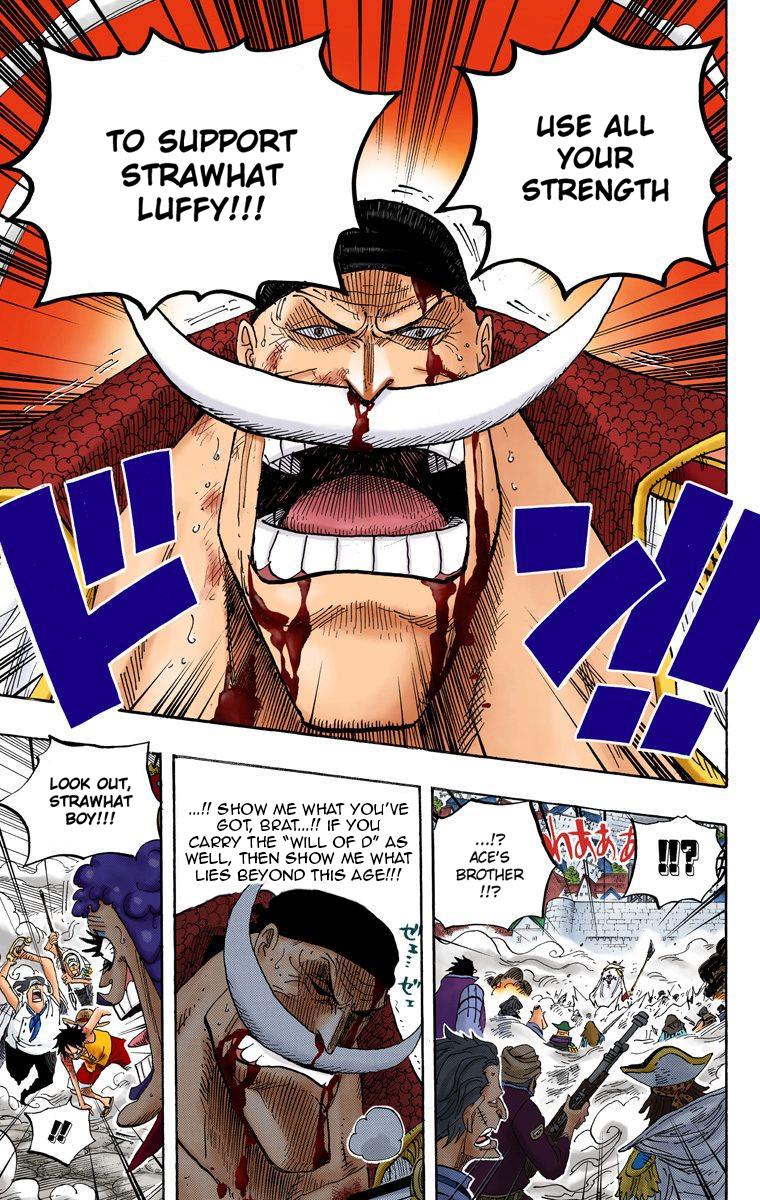 USE ALL
YOUR
STRENGTH
TO SUPPORT
STRAWHAT
LUFFY!!!
ドン!!
!!?
わあああ
...!?
ACE'S
BROTHER
!!?
...!! SHOW ME WHAT YOU'VE
GOT, BRAT...!! IF YOU
CARRY THE "WILL OF D" AS
WELL, THEN SHOW ME WHAT
LIES BEYOND THIS AGE!!!
ゼェ…ゼェ
LOOK OUT,
STRAWHAT
BOY!!!
!!